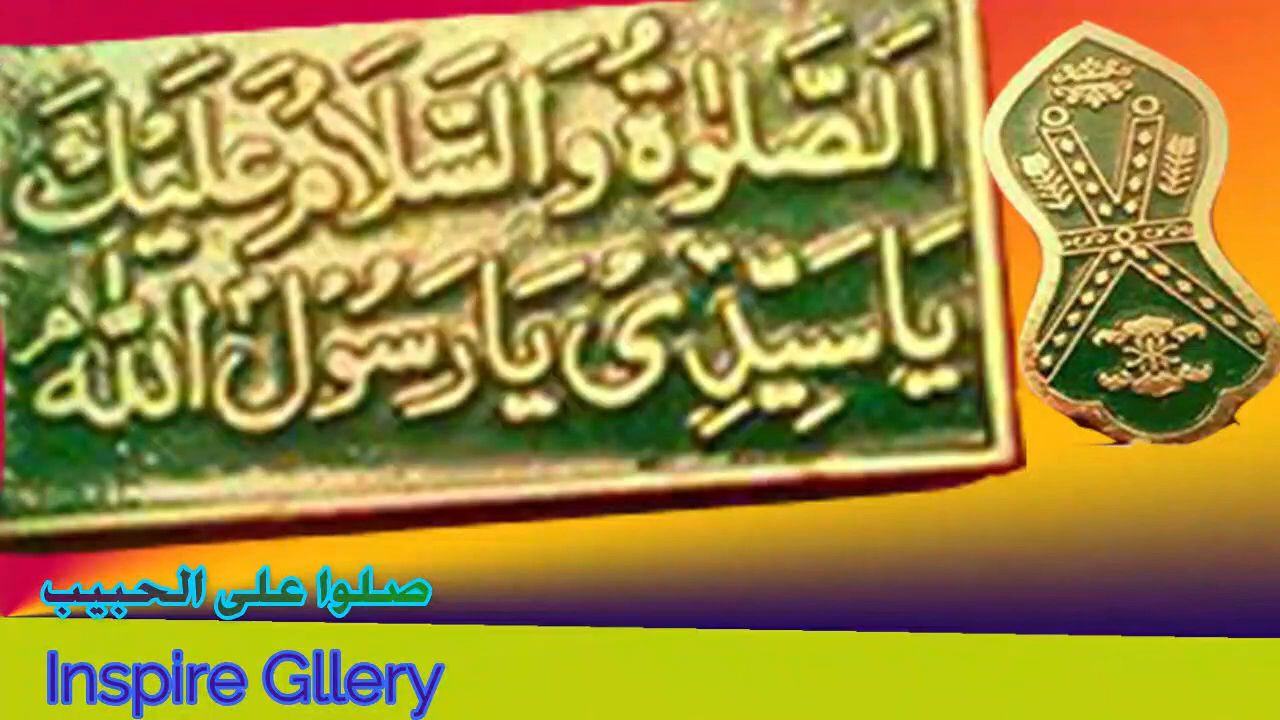 اَلصَّلٰوةُ وَالسَّلَامُ عَلَيْكَ
يَا سَيِّدِىْ يَا رَسُوْلَ اللّٰهْ
صلوا على الحبيب
Inspire Gllery